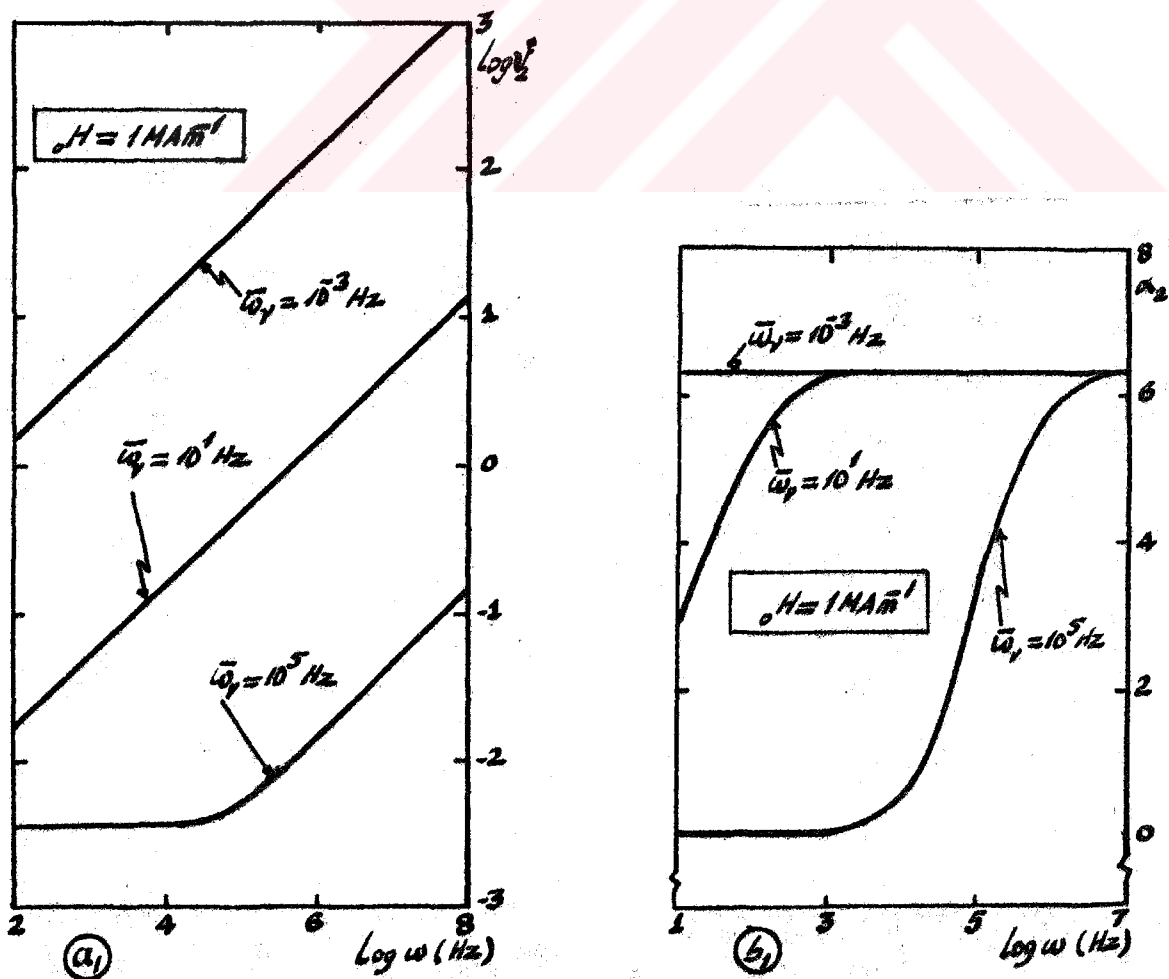 3
Log V₂*
₀H = 1 MAm̄¹
2
ω̄ᵥ = 10⁻³ Hz
1
ω̄ᵥ = 10¹ Hz
0
-1
ω̄ᵥ = 10⁵ Hz
-2
-3
2 4 6 8
a₁ Log ω (Hz)
8
α₂
ω̄ᵥ = 10⁻³ Hz
6
ω̄ᵥ = 10¹ Hz
4
₀H = 1 MAm̄¹
ω̄ᵥ = 10⁵ Hz
2
0
1 3 5 7
b₁ Log ω (Hz)